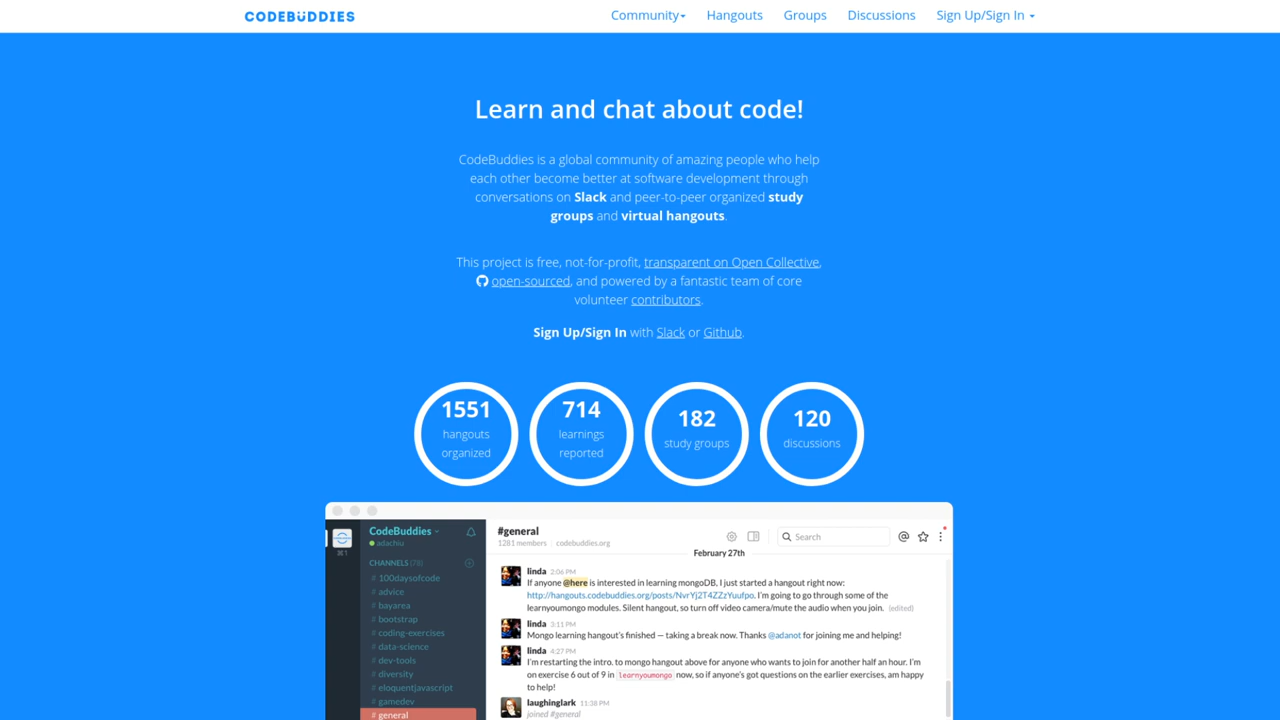 CODEBUDDIES
Community Hangouts Groups Discussions Sign Up/Sign In
Learn and chat about code!
CodeBuddies is a global community of amazing people who help
each other become better at software development through
conversations on Slack and peer-to-peer organized study
groups and virtual hangouts.
This project is free, not-for-profit, transparent on Open Collective,
open-sourced, and powered by a fantastic team of core
volunteer contributors.
Sign Up/Sign In with Slack or Github.
1551
hangouts
organized
714
learnings
reported
182
study groups
120
discussions
CodeBuddies
adachiu
⌘1
CHANNELS (78)
# 100daysofcode
# advice
# bayarea
# bootstrap
# coding-exercises
# data-science
# dev-tools
# diversity
# eloquentjavascript
# gamedev
# general
#general
1281 members | codebuddies.org
Search
February 27th
linda 2:06 PM
If anyone @here is interested in learning mongoDB, I just started a hangout right now:
http://hangouts.codebuddies.org/posts/NvrYj2T4ZZzYuufpo. I'm going to go through some of the
learnyoumongo modules. Silent hangout, so turn off video camera/mute the audio when you join. (edited)
linda 3:11 PM
Mongo learning hangout's finished — taking a break now. Thanks @adanot for joining me and helping!
linda 4:27 PM
I'm restarting the intro. to mongo hangout above for anyone who wants to join for another half an hour. I'm
on exercise 6 out of 9 in learnyoumongo now, so if anyone's got questions on the earlier exercises, am happy
to help!
laughinglark 11:38 PM
joined #general